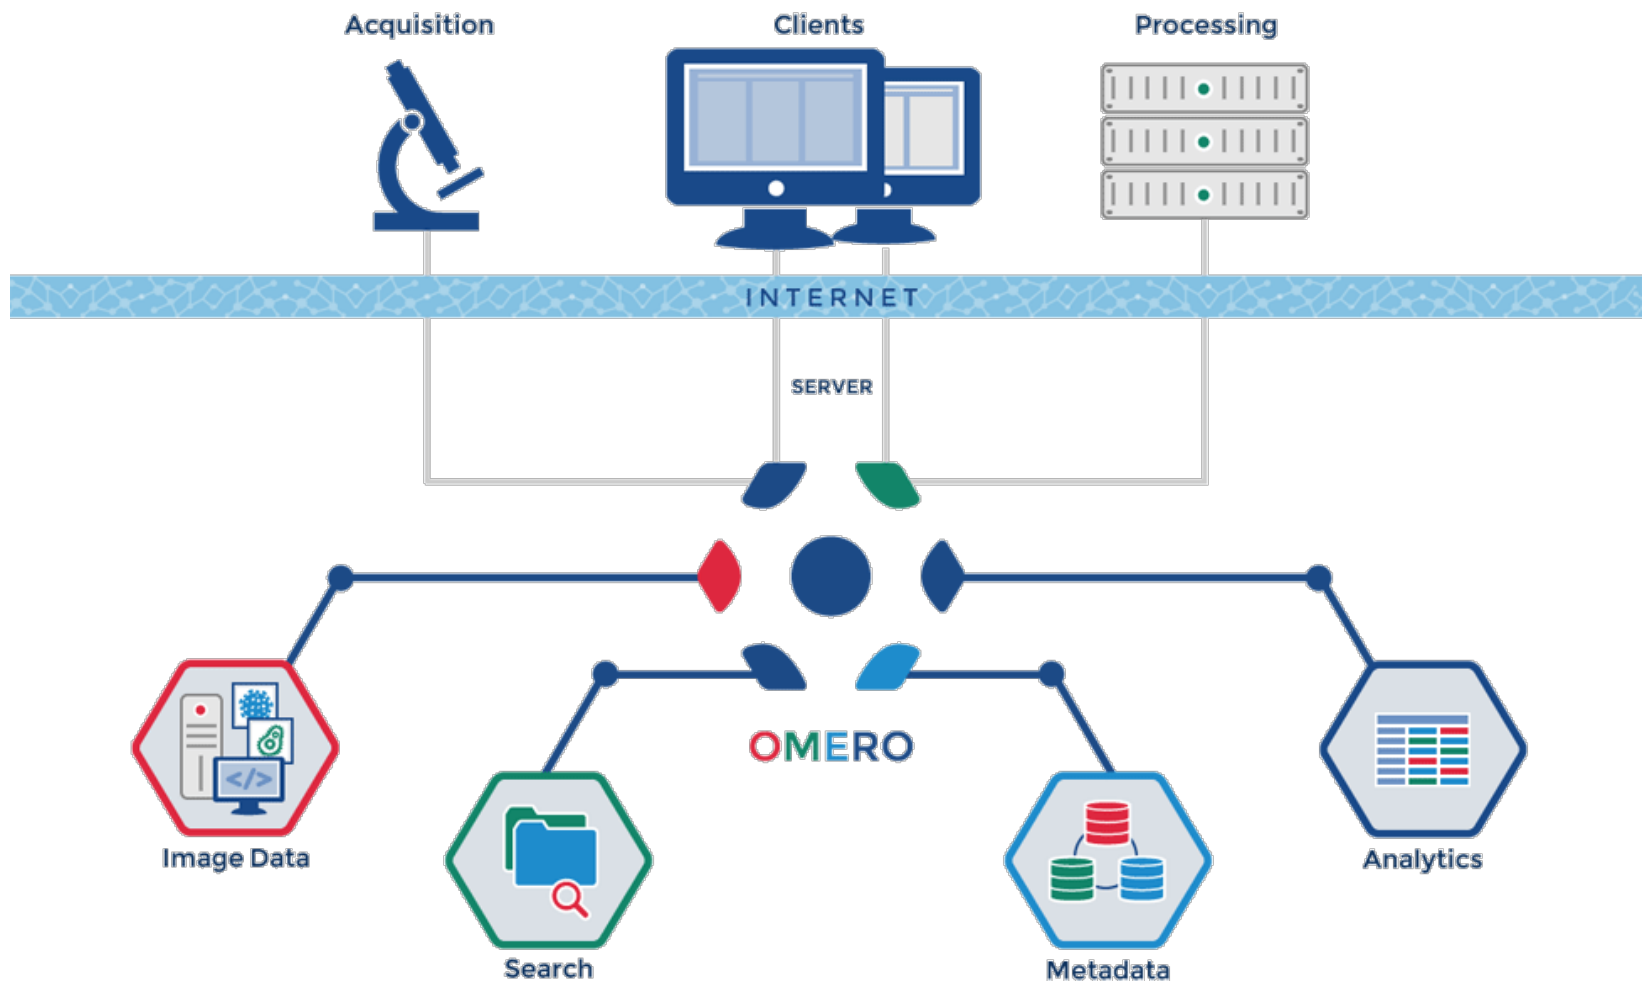 Acquisition
Clients
Processing
INTERNET
SERVER
OMERO
</>
Image Data
Search
Metadata
Analytics